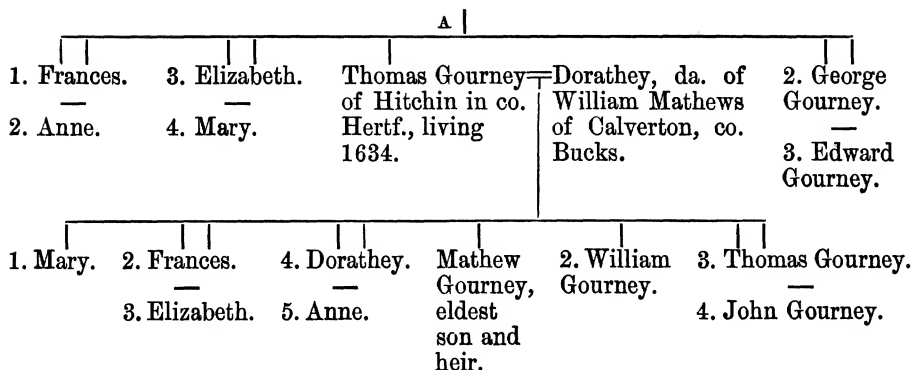 A
1. Frances.
—
2. Anne.
3. Elizabeth.
—
4. Mary.
Thomas Gourney
of Hitchin in co.
Hertf., living
1634.
Dorathey, da. of
William Mathews
of Calverton, co.
Bucks.
2. George
Gourney.
—
3. Edward
Gourney.
1. Mary.
2. Frances.
—
3. Elizabeth.
4. Dorathey.
—
5. Anne.
Mathew
Gourney,
eldest
son and
heir.
2. William
Gourney.
3. Thomas Gourney.
—
4. John Gourney.